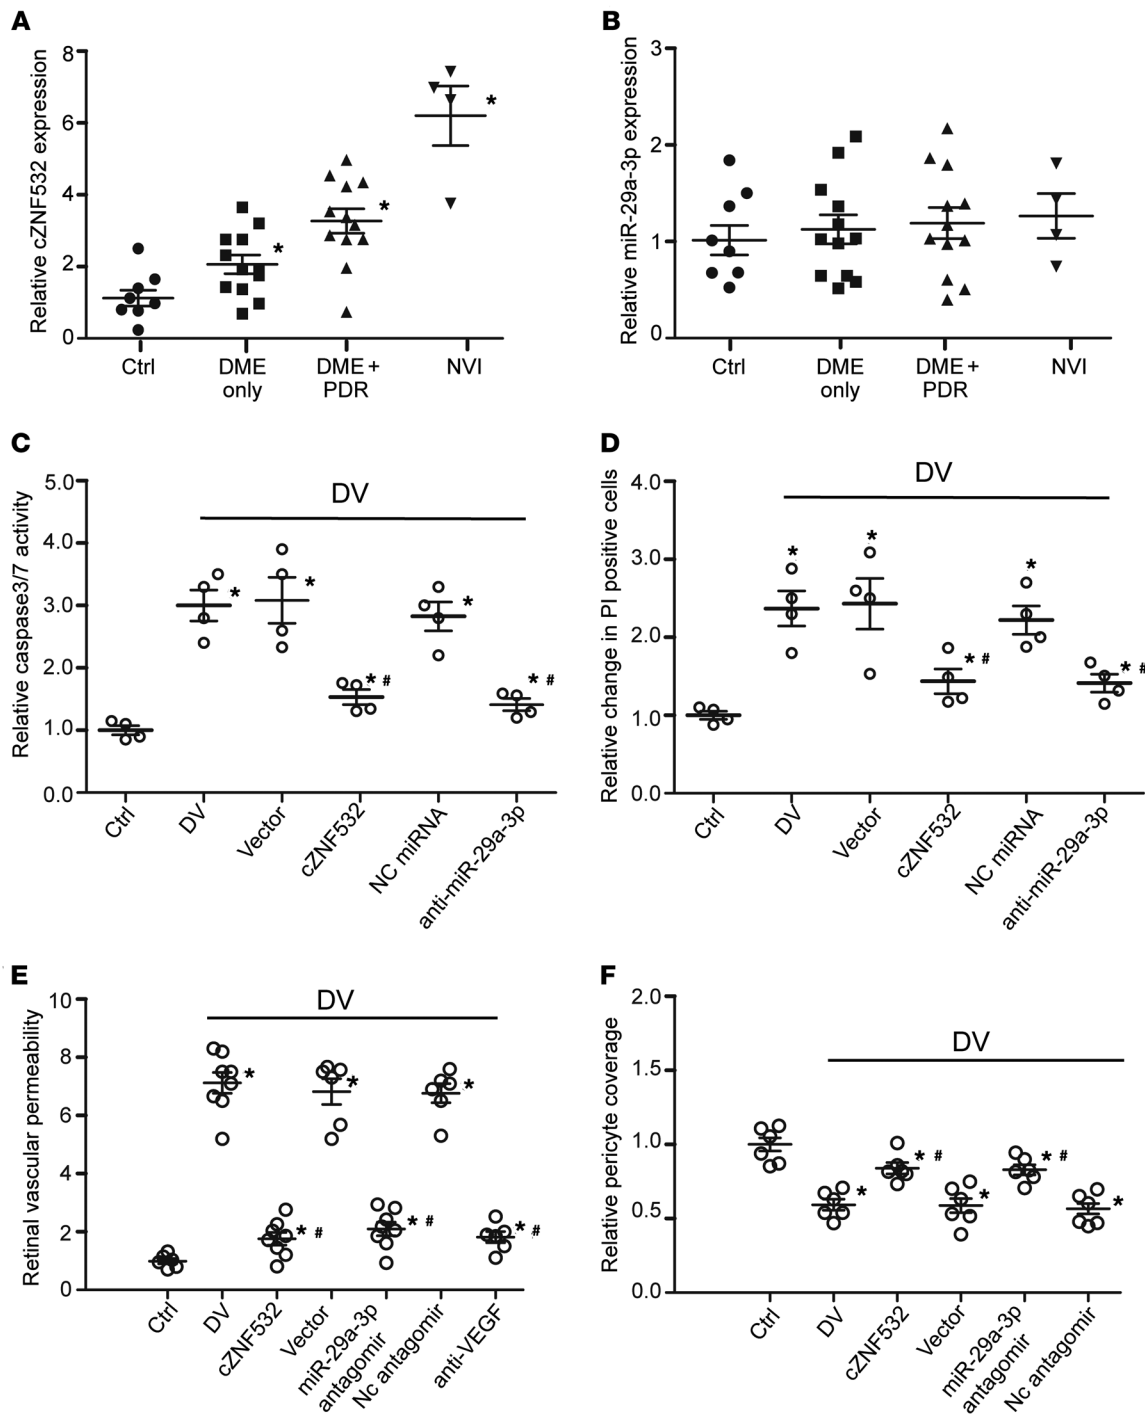 A
Relative cZNF532 expression
8
6
4
2
0
*
*
*
Ctrl
DME
only
DME +
PDR
NVI
B
Relative miR-29a-3p expression
3
2
1
0
Ctrl
DME
only
DME +
PDR
NVI
C
Relative caspase3/7 activity
5.0
4.0
3.0
2.0
1.0
0.0
DV
*
*
* #
*
* #
Ctrl
DV
Vector
cZNF532
NC miRNA
anti-miR-29a-3p
D
Relative change in PI positive cells
4.0
3.0
2.0
1.0
0.0
DV
*
*
* #
*
* #
Ctrl
DV
Vector
cZNF532
NC miRNA
anti-miR-29a-3p
E
Retinal vascular permeability
10
8
6
4
2
0
DV
*
* #
*
* #
*
* #
Ctrl
DV
cZNF532
Vector
miR-29a-3p
antagomir
Nc antagomir
anti-VEGF
F
Relative pericyte coverage
2.0
1.5
1.0
0.5
0.0
DV
*
* #
*
* #
*
Ctrl
DV
cZNF532
Vector
miR-29a-3p
antagomir
Nc antagomir